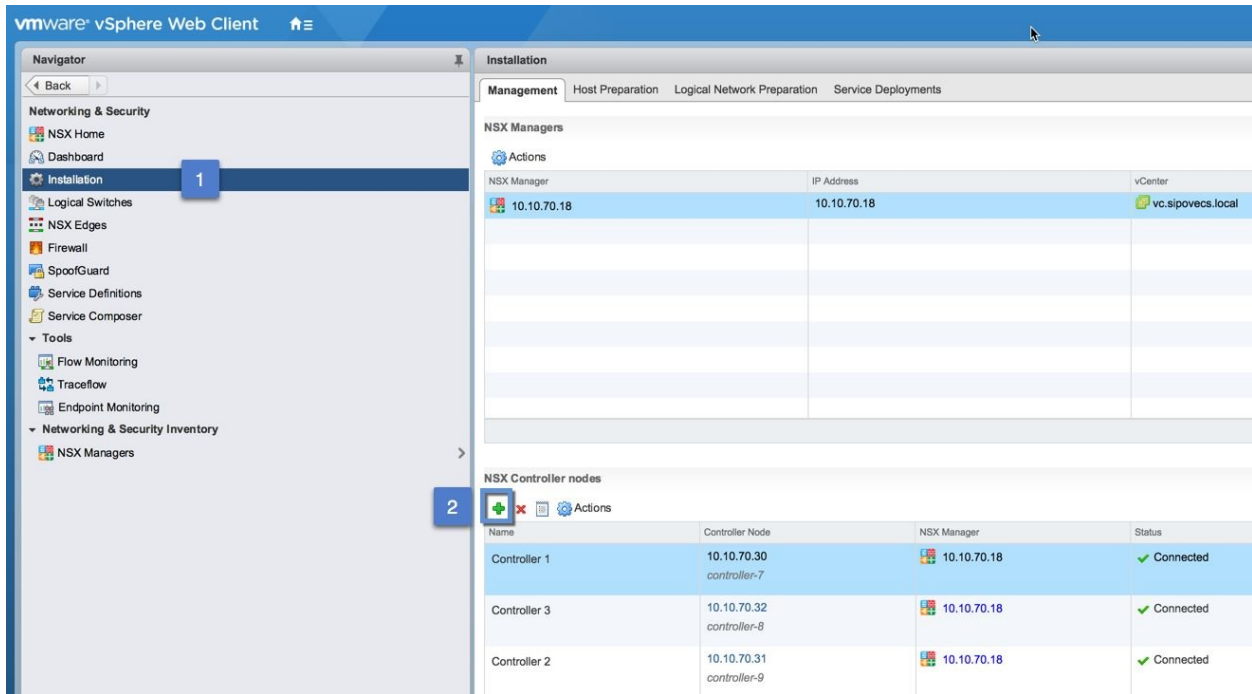 vmware® vSphere Web Client
Navigator
Back
Networking & Security
NSX Home
Dashboard
Installation
1
Logical Switches
NSX Edges
Firewall
SpoofGuard
Service Definitions
Service Composer
Tools
Flow Monitoring
Traceflow
Endpoint Monitoring
Networking & Security Inventory
NSX Managers
Installation
Management Host Preparation Logical Network Preparation Service Deployments
NSX Managers
Actions
NSX Manager IP Address vCenter
10.10.70.18 10.10.70.18 vc.sipovecs.local
NSX Controller nodes
2
Actions
Name Controller Node NSX Manager Status
Controller 1 10.10.70.30 10.10.70.18 Connected
controller-7
Controller 3 10.10.70.32 10.10.70.18 Connected
controller-8
Controller 2 10.10.70.31 10.10.70.18 Connected
controller-9